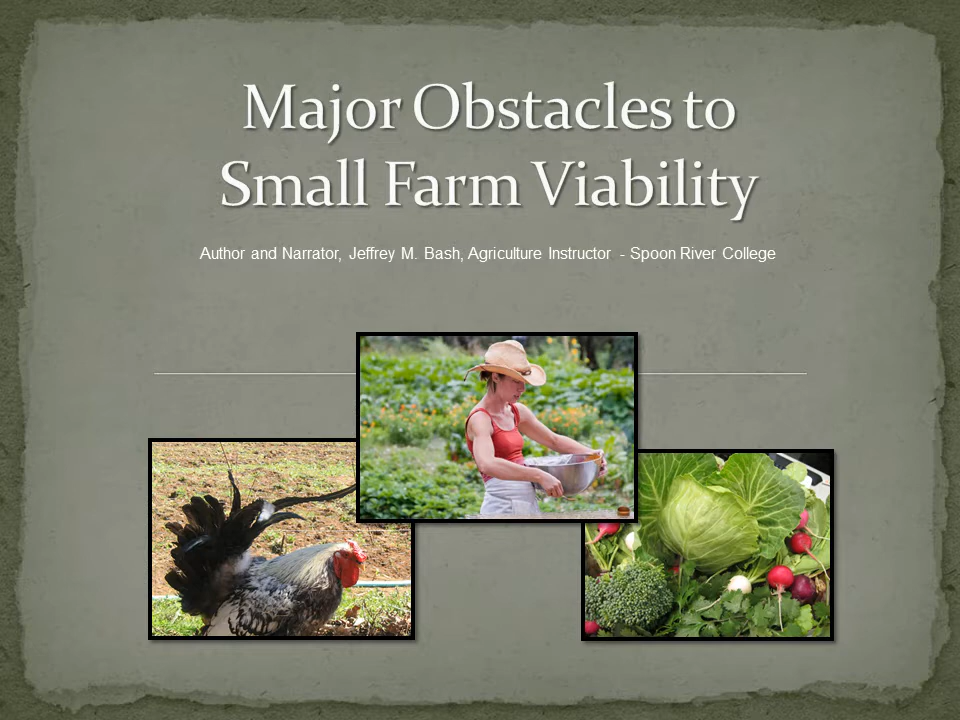 Major Obstacles to
Small Farm Viability
Author and Narrator, Jeffrey M. Bash, Agriculture Instructor - Spoon River College